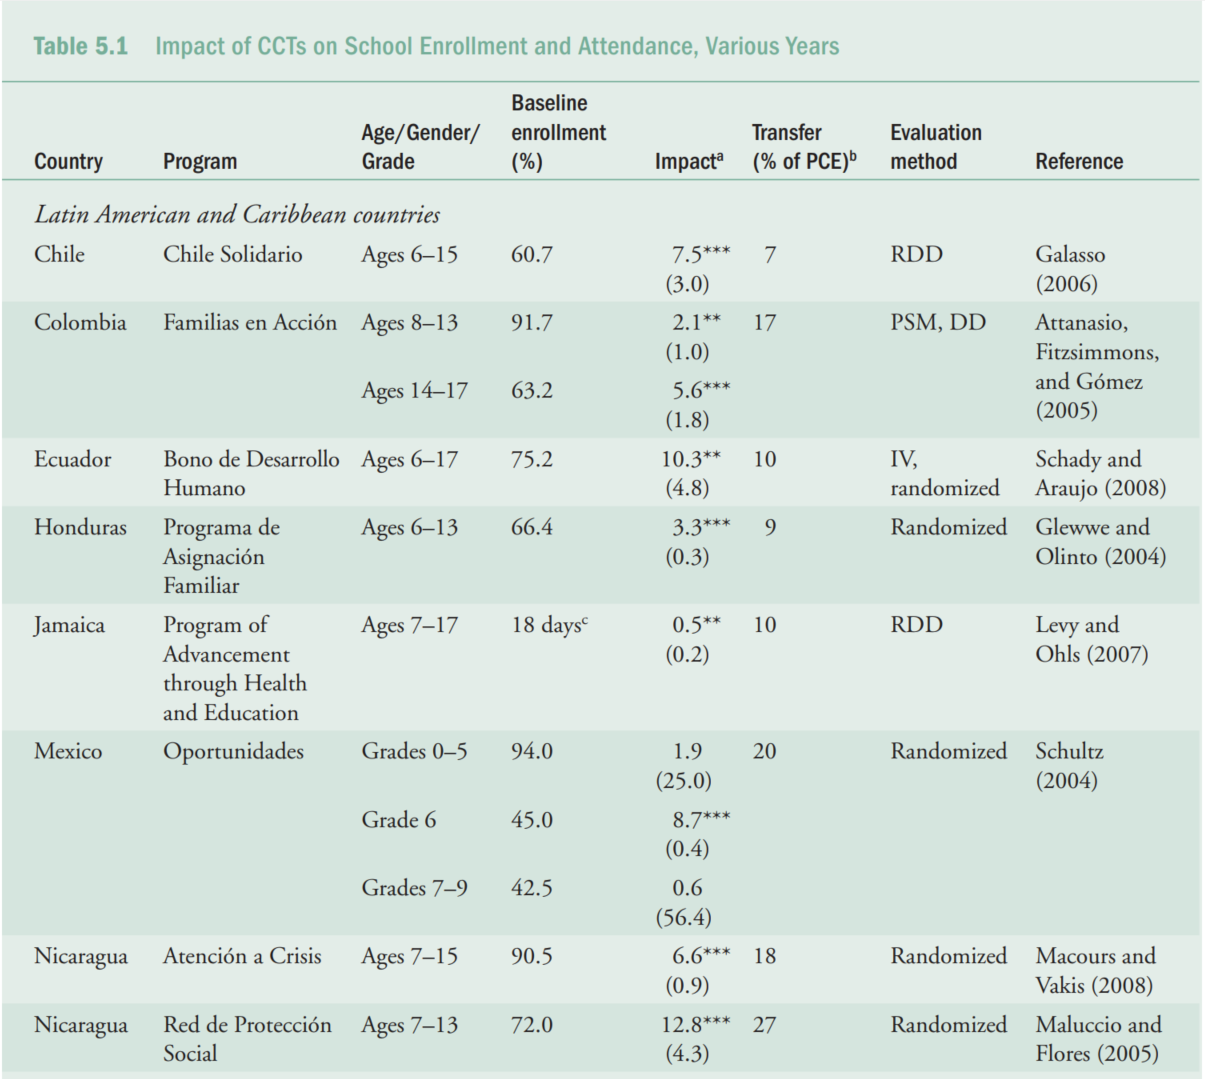 Table 5.1 Impact of CCTs on School Enrollment and Attendance, Various Years
Baseline
Age/Gender/ enrollment Transfer Evaluation
Country Program Grade (%) Impactᵃ (% of PCE)ᵇ method Reference
Latin American and Caribbean countries
Chile Chile Solidario Ages 6–15 60.7 7.5*** 7 RDD Galasso
(3.0) (2006)
Colombia Familias en Acción Ages 8–13 91.7 2.1** 17 PSM, DD Attanasio,
(1.0) Fitzsimmons,
Ages 14–17 63.2 5.6*** and Gómez
(1.8) (2005)
Ecuador Bono de Desarrollo Ages 6–17 75.2 10.3** 10 IV, Schady and
Humano (4.8) randomized Araujo (2008)
Honduras Programa de Ages 6–13 66.4 3.3*** 9 Randomized Glewwe and
Asignación (0.3) Olinto (2004)
Familiar
Jamaica Program of Ages 7–17 18 daysᶜ 0.5** 10 RDD Levy and
Advancement (0.2) Ohls (2007)
through Health
and Education
Mexico Oportunidades Grades 0–5 94.0 1.9 20 Randomized Schultz
(25.0) (2004)
Grade 6 45.0 8.7***
(0.4)
Grades 7–9 42.5 0.6
(56.4)
Nicaragua Atención a Crisis Ages 7–15 90.5 6.6*** 18 Randomized Macours and
(0.9) Vakis (2008)
Nicaragua Red de Protección Ages 7–13 72.0 12.8*** 27 Randomized Maluccio and
Social (4.3) Flores (2005)